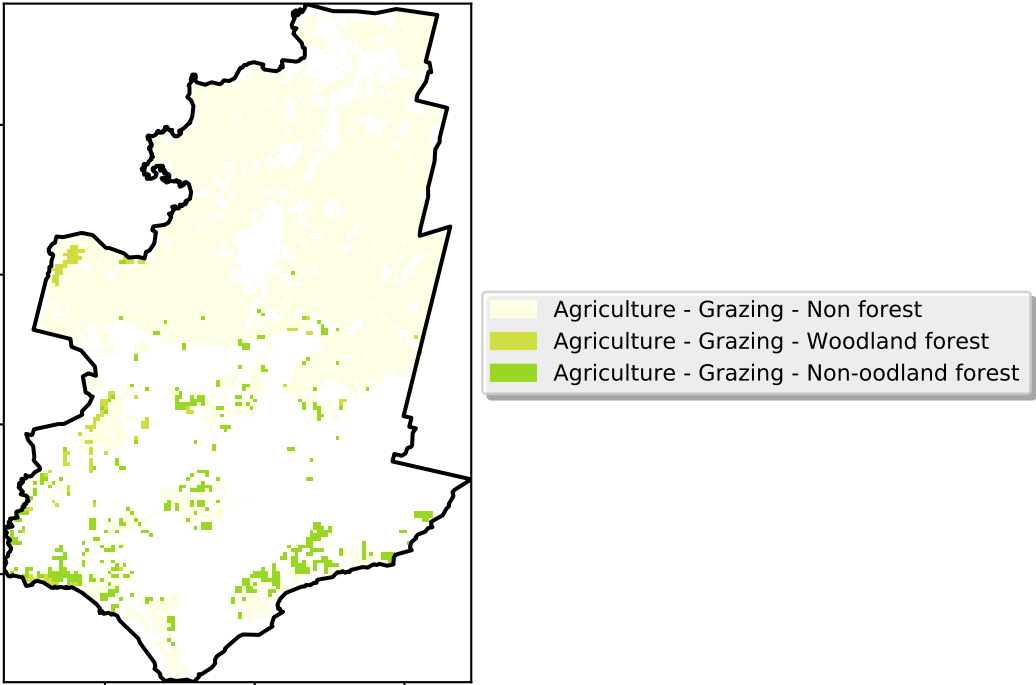 Agriculture - Grazing - Non forest
Agriculture - Grazing - Woodland forest
Agriculture - Grazing - Non-oodland forest